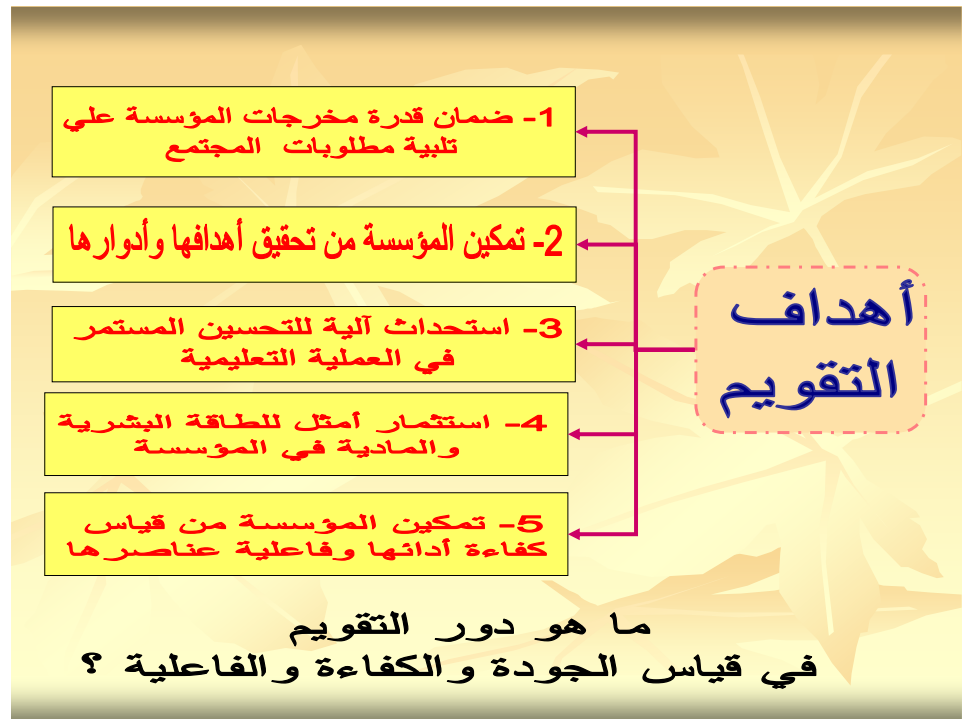 أهداف
التقويم
1- ضمان قدرة مخرجات المؤسسة علي
تلبية مطلوبات المجتمع
2- تمكين المؤسسة من تحقيق أهدافها وأدوارها
3- استحداث آلية للتحسين المستمر
في العملية التعليمية
4- استثمار أمثل للطاقة البشرية
والمادية في المؤسسة
5- تمكين المؤسسة من قياس
كفاءة أدائها وفاعلية عناصرها
ما هو دور التقويم
في قياس الجودة والكفاءة والفاعلية ؟